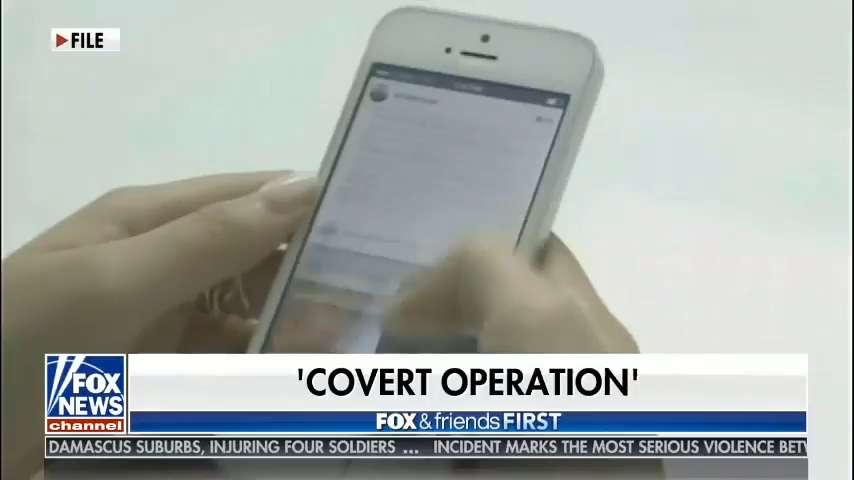 FILE
'COVERT OPERATION'
FOX NEWS channel
FOX & friends FIRST
DAMASCUS SUBURBS, INJURING FOUR SOLDIERS ... INCIDENT MARKS THE MOST SERIOUS VIOLENCE BET